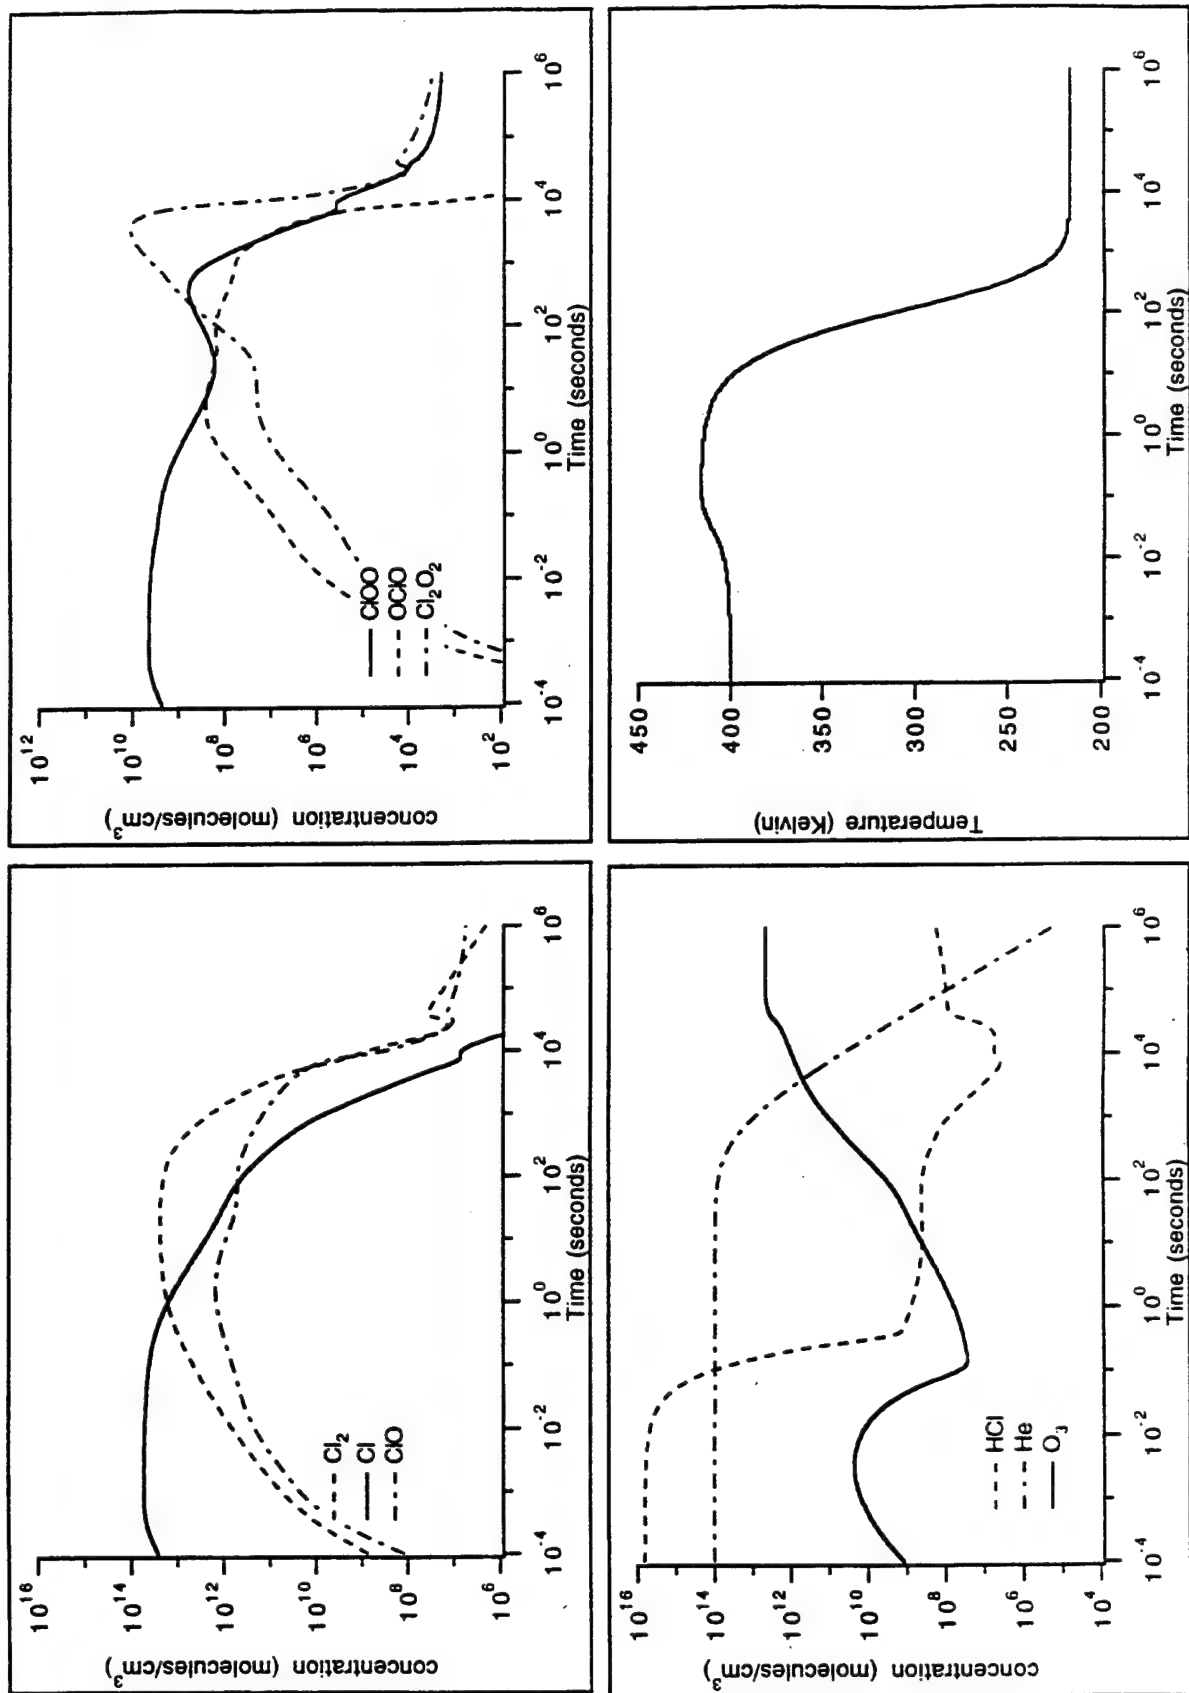 concentration (molecules/cm³)
10¹⁶
10¹⁴
10¹²
10¹⁰
10⁸
10⁶
Cl₂
Cl
ClO
10⁻⁴ 10⁻² 10⁰ 10² 10⁴ 10⁶
Time (seconds)
concentration (molecules/cm³)
10¹²
10¹⁰
10⁸
10⁶
10⁴
10²
ClOO
OClO
Cl₂O₂
10⁻⁴ 10⁻² 10⁰ 10² 10⁴ 10⁶
Time (seconds)
concentration (molecules/cm³)
10¹⁶
10¹⁴
10¹²
10¹⁰
10⁸
10⁶
10⁴
HCl
He
O₃
10⁻⁴ 10⁻² 10⁰ 10² 10⁴ 10⁶
Time (seconds)
Temperature (Kelvin)
450
400
350
300
250
200
10⁻⁴ 10⁻² 10⁰ 10² 10⁴ 10⁶
Time (seconds)